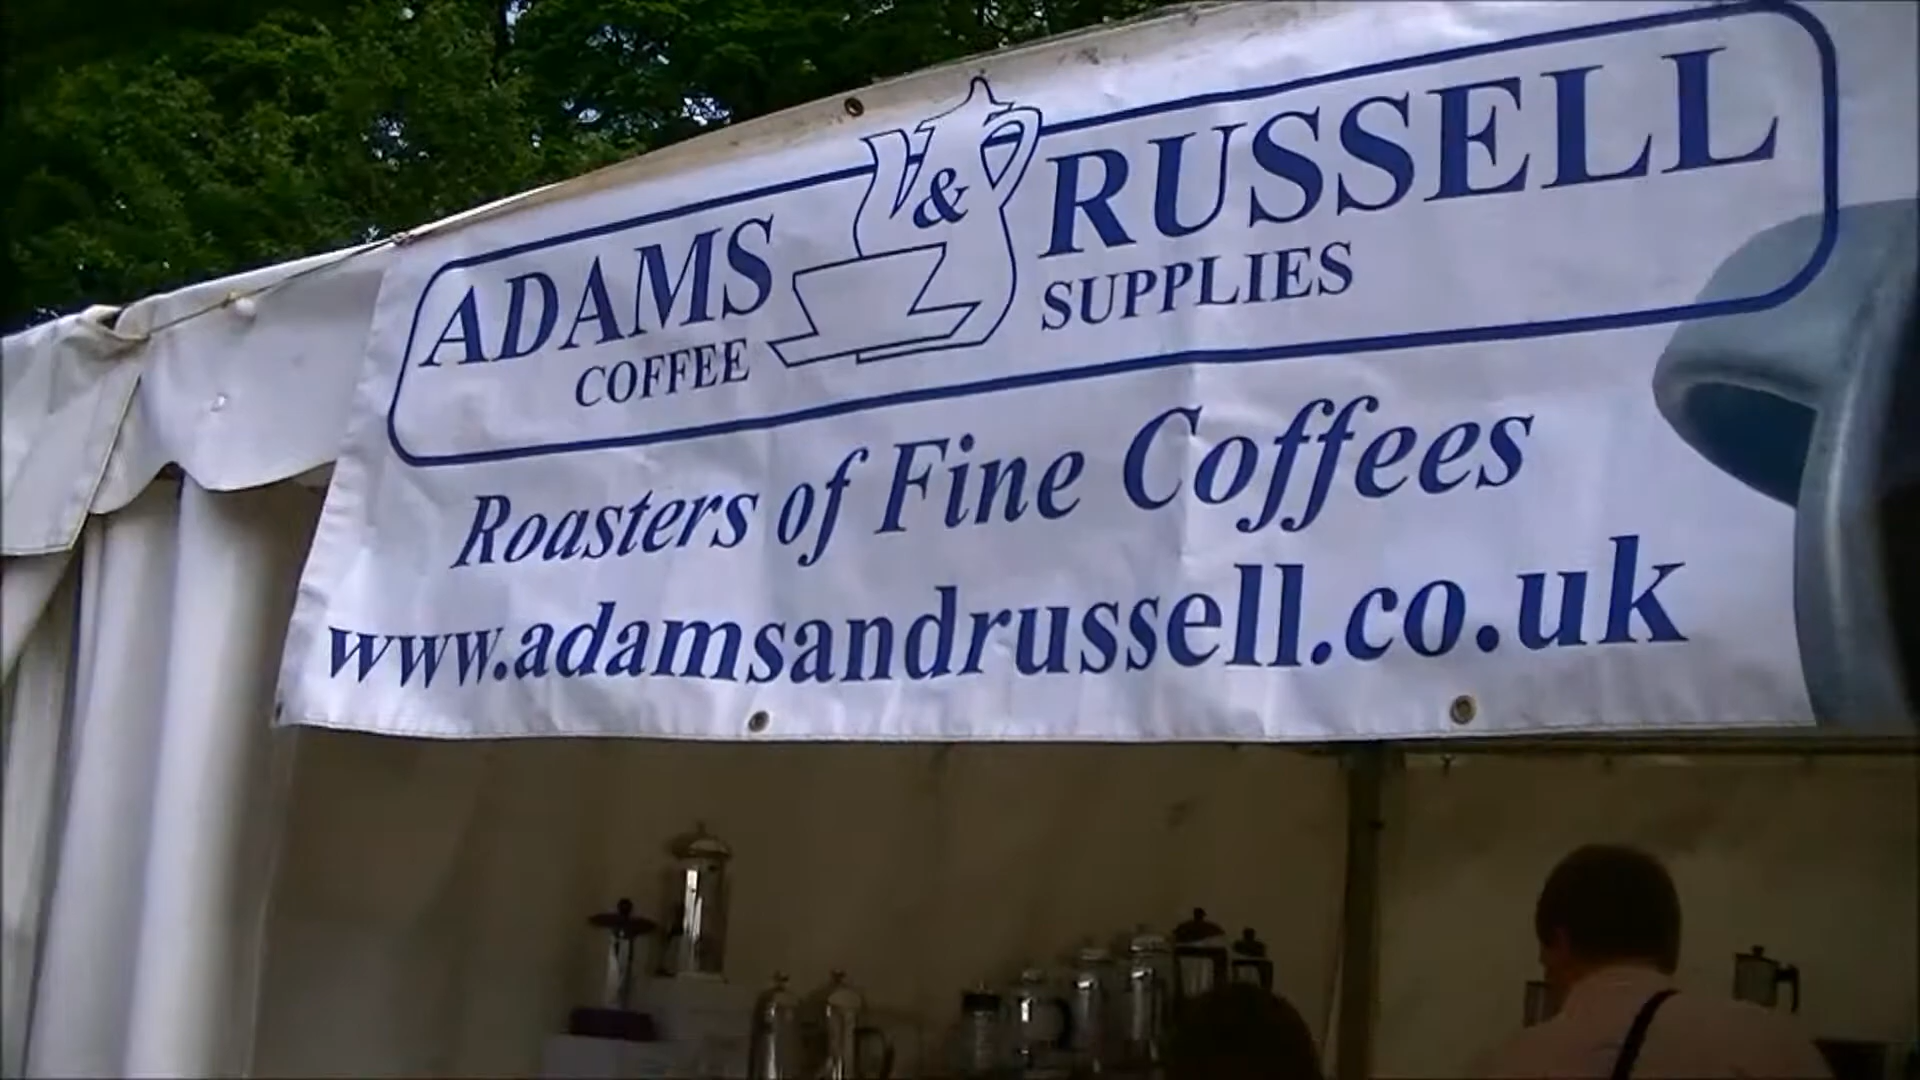 ADAMS & RUSSELL
COFFEE SUPPLIES
Roasters of Fine Coffees
www.adamsandrussell.co.uk